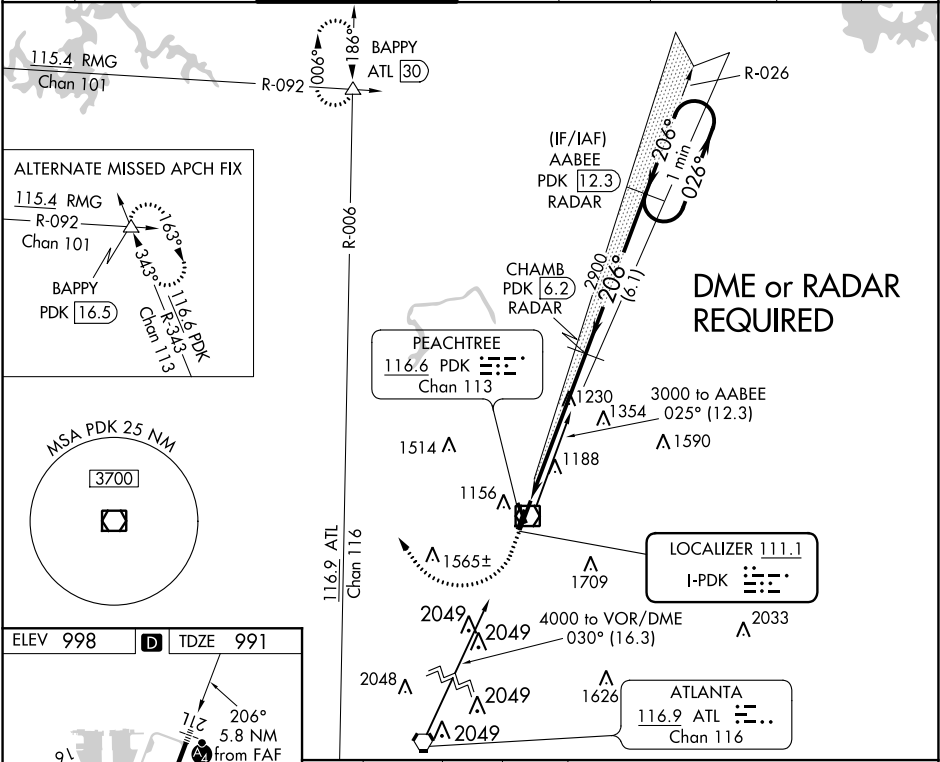 115.4 RMG
Chan 101
R-092
006°
186°
BAPPY
ATL 30
R-026
(IF/IAF)
AABEE
PDK 12.3
RADAR
206°
1 min
026°
ALTERNATE MISSED APCH FIX
115.4 RMG
R-092
Chan 101
163°
343°
R-343
116.6 PDK
Chan 113
BAPPY
PDK 16.5
R-006
CHAMB
PDK 6.2
RADAR
2900
206°
(6.1)
DME or RADAR
REQUIRED
PEACHTREE
116.6 PDK
Chan 113
1230
1354
3000 to AABEE
025° (12.3)
1514
1188
1590
MSA PDK 25 NM
3700
1156
116.9 ATL
Chan 116
1565±
1709
LOCALIZER 111.1
I-PDK
2049
2049
4000 to VOR/DME
030° (16.3)
2033
2048
2049
1626
2049
ATLANTA
116.9 ATL
Chan 116
ELEV 998
D
TDZE 991
21L
206°
5.8 NM
from FAF
A4
16